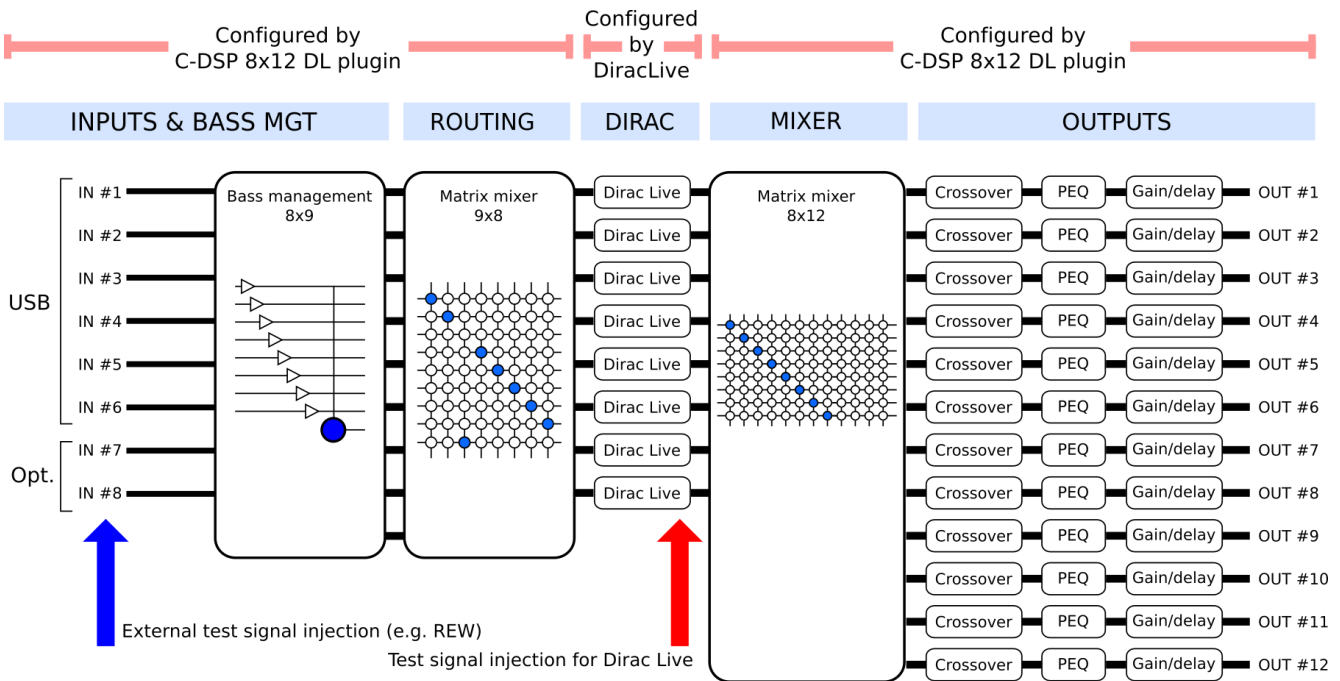 Configured by
C-DSP 8x12 DL plugin
Configured
by
DiracLive
Configured by
C-DSP 8x12 DL plugin
INPUTS & BASS MGT
ROUTING
DIRAC
MIXER
OUTPUTS
USB
Opt.
IN #1
IN #2
IN #3
IN #4
IN #5
IN #6
IN #7
IN #8
Bass management
8x9
Matrix mixer
9x8
Dirac Live
Dirac Live
Dirac Live
Dirac Live
Dirac Live
Dirac Live
Dirac Live
Dirac Live
Matrix mixer
8x12
Crossover PEQ Gain/delay OUT #1
Crossover PEQ Gain/delay OUT #2
Crossover PEQ Gain/delay OUT #3
Crossover PEQ Gain/delay OUT #4
Crossover PEQ Gain/delay OUT #5
Crossover PEQ Gain/delay OUT #6
Crossover PEQ Gain/delay OUT #7
Crossover PEQ Gain/delay OUT #8
Crossover PEQ Gain/delay OUT #9
Crossover PEQ Gain/delay OUT #10
Crossover PEQ Gain/delay OUT #11
Crossover PEQ Gain/delay OUT #12
External test signal injection (e.g. REW)
Test signal injection for Dirac Live